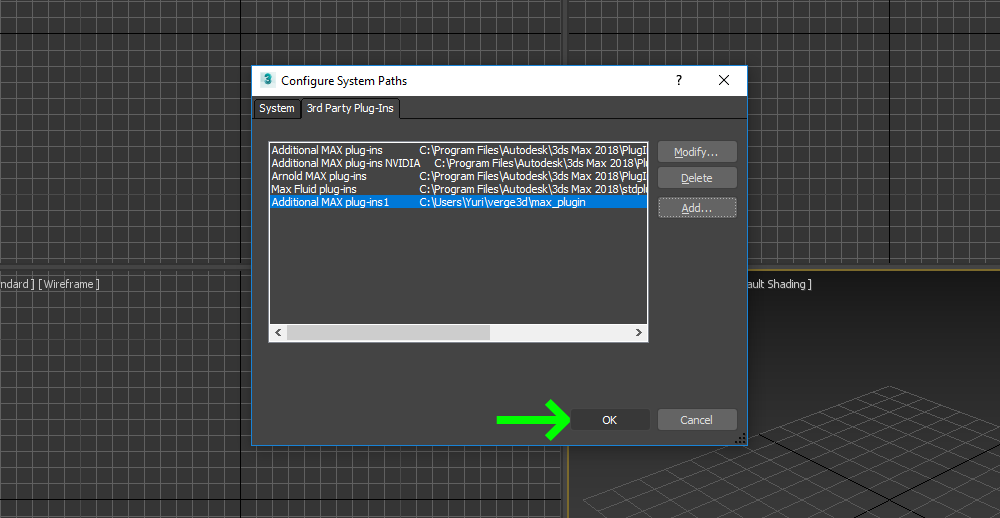 3 Configure System Paths ?
System 3rd Party Plug-Ins
Additional MAX plug-ins C:\Program Files\Autodesk\3ds Max 2018\PlugI
Additional MAX plug-ins NVIDIA C:\Program Files\Autodesk\3ds Max 2018\Plu
Arnold MAX plug-ins C:\Program Files\Autodesk\3ds Max 2018\PlugI
Max Fluid plug-ins C:\Program Files\Autodesk\3ds Max 2018\stdplu
Additional MAX plug-ins1 C:\Users\Yuri\verge3d\max_plugin
Modify...
Delete
Add...
ndard ] [Wireframe ]
ault Shading ]
OK Cancel